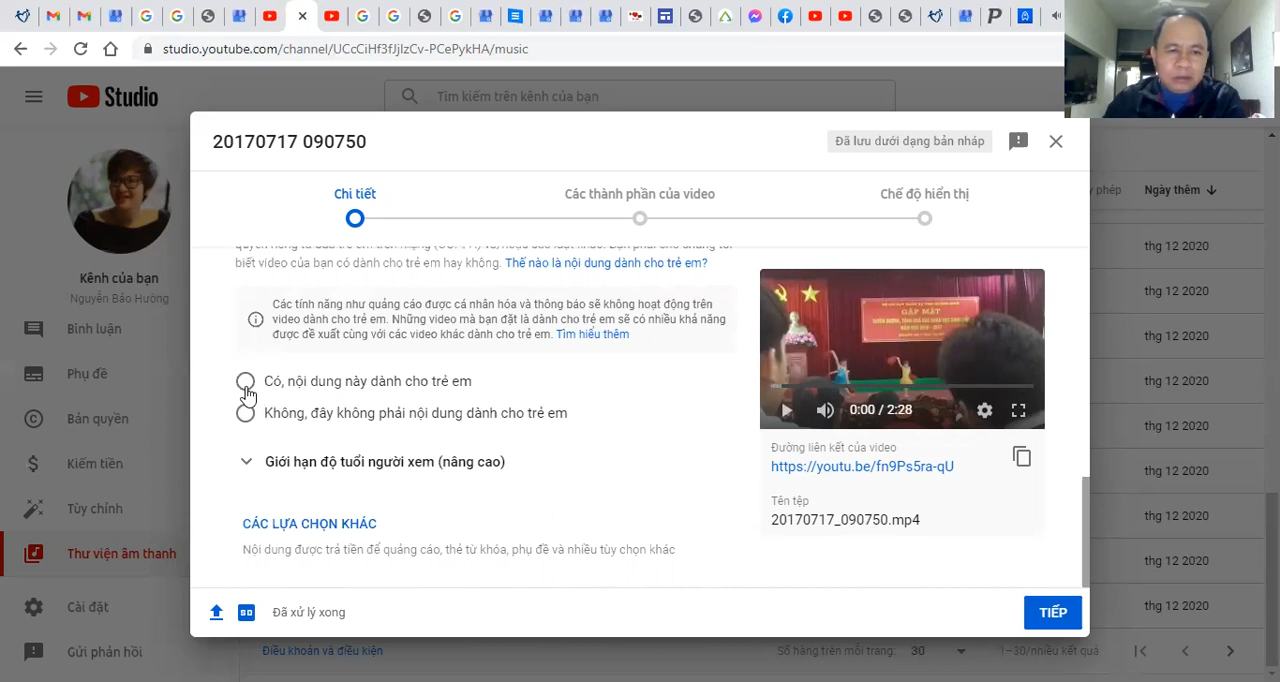 studio.youtube.com/channel/UCcCiHf3fJjlzCv-PCePykHA/music
Studio
Tìm kiếm trên kênh của bạn
20170717 090750
Đã lưu dưới dạng bản nháp
Chi tiết
Các thành phần của video
Chế độ hiển thị
biết video của bạn có dành cho trẻ em hay không. Thế nào là nội dung dành cho trẻ em?
Các tính năng như quảng cáo được cá nhân hóa và thông báo sẽ không hoạt động trên
video dành cho trẻ em. Những video mà bạn đặt là dành cho trẻ em sẽ có nhiều khả năng
được đề xuất cùng với các video khác dành cho trẻ em. Tìm hiểu thêm
Có, nội dung này dành cho trẻ em
Không, đây không phải nội dung dành cho trẻ em
Giới hạn độ tuổi người xem (nâng cao)
CÁC LỰA CHỌN KHÁC
Nội dung được trả tiền để quảng cáo, thẻ từ khóa, phụ đề và nhiều tùy chọn khác
GẶP MẶT
0:00 / 2:28
Đường liên kết của video
https://youtu.be/fn9Ps5ra-qU
Tên tệp
20170717_090750.mp4
SD
Đã xử lý xong
TIẾP
Kênh của bạn
Nguyễn Bảo Hường
Bình luận
Phụ đề
Bản quyền
Kiếm tiền
Tùy chỉnh
Thư viện âm thanh
Cài đặt
Gửi phản hồi
phép
Ngày thêm
thg 12 2020
thg 12 2020
thg 12 2020
thg 12 2020
thg 12 2020
thg 12 2020
thg 12 2020
thg 12 2020
thg 12 2020
Điều khoản và điều kiện
Số hàng trên mỗi trang: 30
1–30/nhiều kết quả